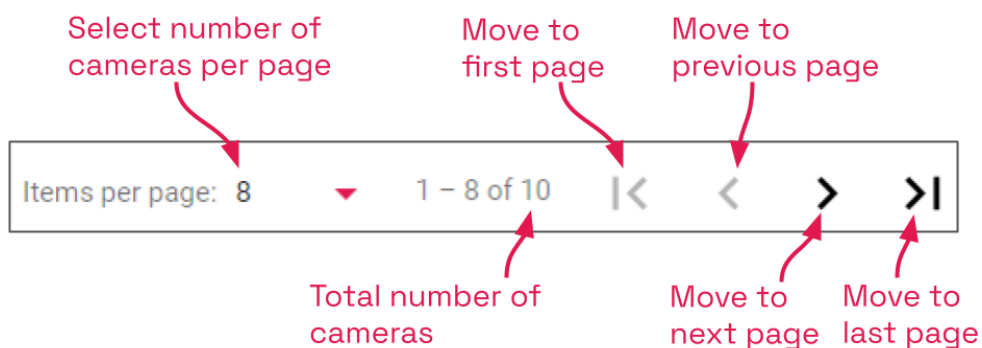 Select number of
cameras per page
Move to
first page
Move to
previous page
Items per page: 8
1 – 8 of 10
Total number of
cameras
Move to
next page
Move to
last page